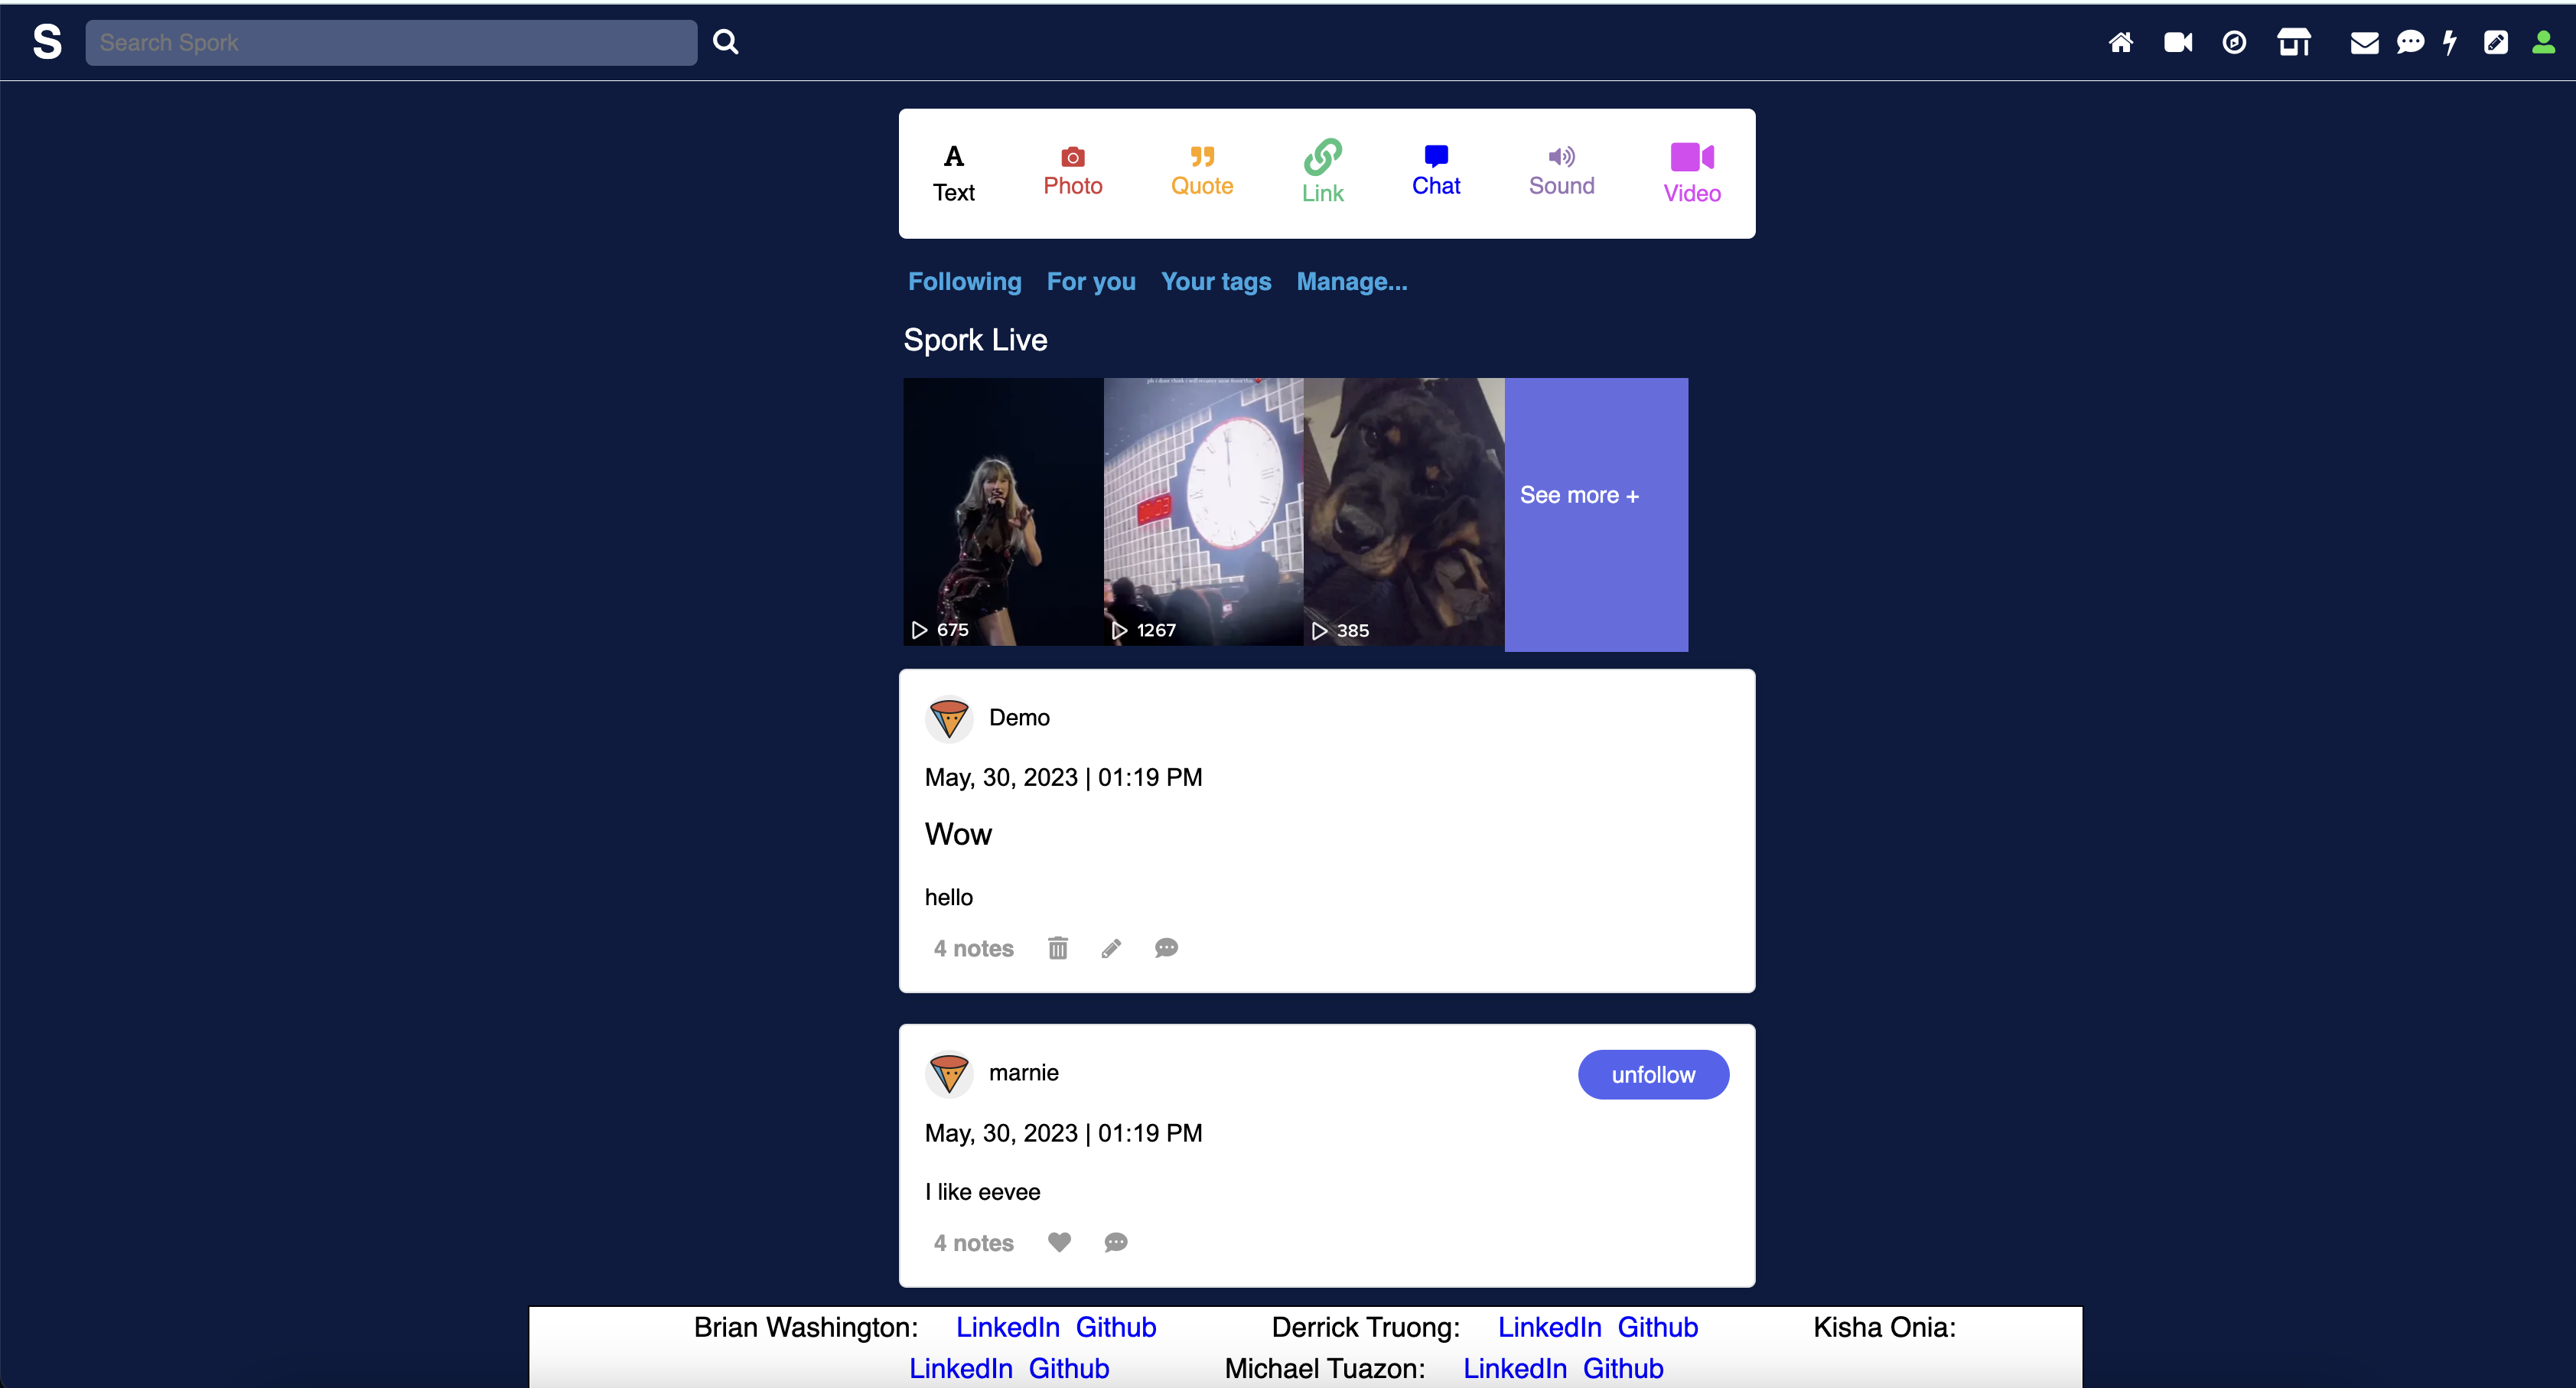 S Search Spork
Text Photo Quote Link Chat Sound Video
Following For you Your tags Manage...
Spork Live
See more +
675 1267 385
Demo
May, 30, 2023 | 01:19 PM
Wow
hello
4 notes
marnie unfollow
May, 30, 2023 | 01:19 PM
I like eevee
4 notes
Brian Washington: LinkedIn Github Derrick Truong: LinkedIn Github Kisha Onia:
LinkedIn Github Michael Tuazon: LinkedIn Github